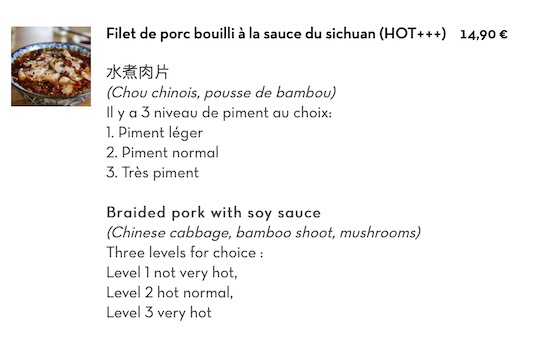 Filet de porc bouilli à la sauce du sichuan (HOT+++) 14,90 €
水煮肉片
(Chou chinois, pousse de bambou)
Il y a 3 niveau de piment au choix:
1. Piment léger
2. Piment normal
3. Très piment
Braided pork with soy sauce
(Chinese cabbage, bamboo shoot, mushrooms)
Three levels for choice :
Level 1 not very hot,
Level 2 hot normal,
Level 3 very hot